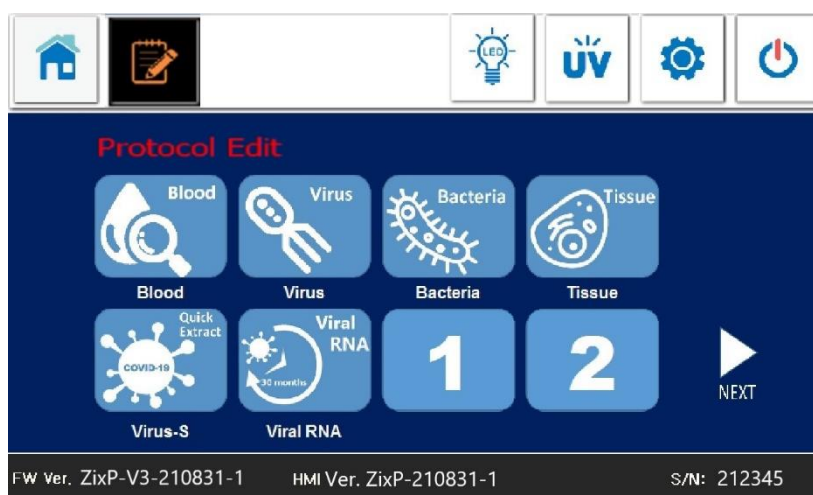 LED
UV
Protocol Edit
Blood
Virus
Bacteria
Tissue
Blood
Virus
Bacteria
Tissue
Quick
Extract
COVID-19
Viral
RNA
30 months
1
2
NEXT
Virus-S
Viral RNA
FW Ver. ZixP-V3-210831-1
HMI Ver. ZixP-210831-1
S/N: 212345